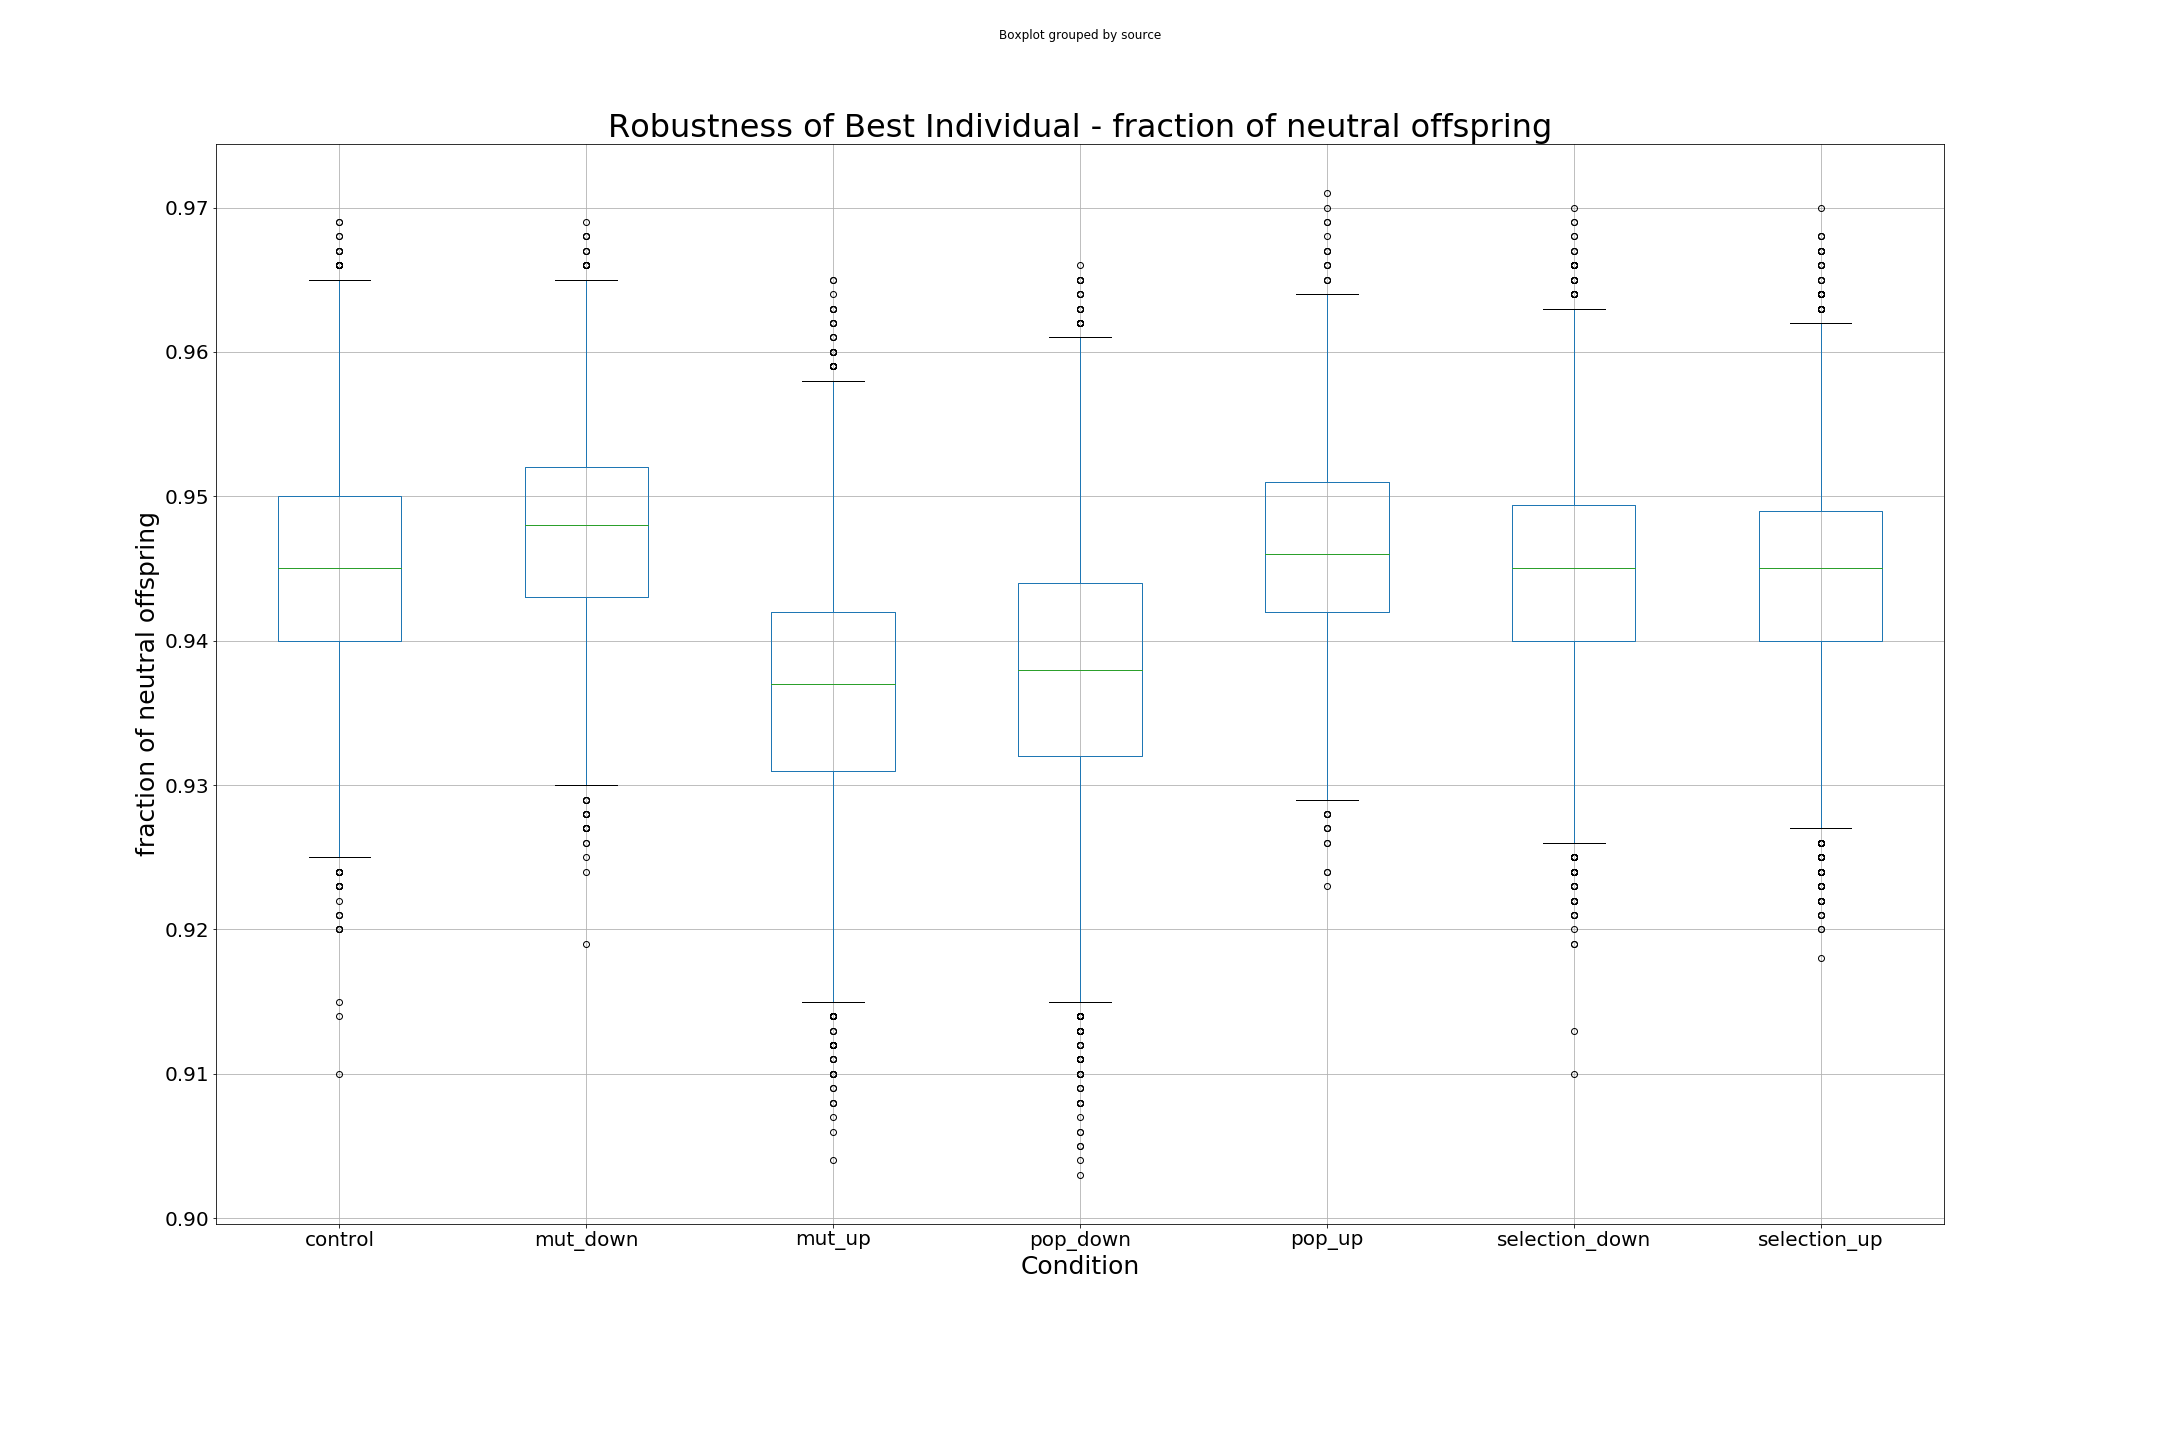 Boxplot grouped by source
Robustness of Best Individual - fraction of neutral offspring
fraction of neutral offspring
0.97
0.96
0.95
0.94
0.93
0.92
0.91
0.90
control mut_down mut_up pop_down pop_up selection_down selection_up
Condition